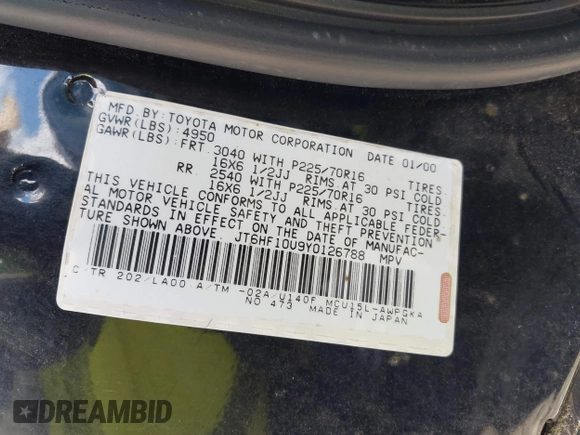 MFD BY:TOYOTA MOTOR CORPORATION DATE 01/00
GVWR(LBS):4950
GAWR(LBS):FRT 3040 WITH P225/70R16 TIRES
16X6 1/2JJ RIMS AT 30 PSI COLD
RR 2540 WITH P225/70R16 TIRES
16X6 1/2JJ RIMS AT 30 PSI COLD
THIS VEHICLE CONFORMS TO ALL APPLICABLE FEDER-
AL MOTOR VEHICLE SAFETY AND THEFT PREVENTION
STANDARDS IN EFFECT ON THE DATE OF MANUFAC-
TURE SHOWN ABOVE. JT6HF10U9Y0126788 MPV
C/TR 202/LA00 A/TM -02A/U140F MCU15L-AWPGKA
NO 473 MADE IN JAPAN
DREAMBID